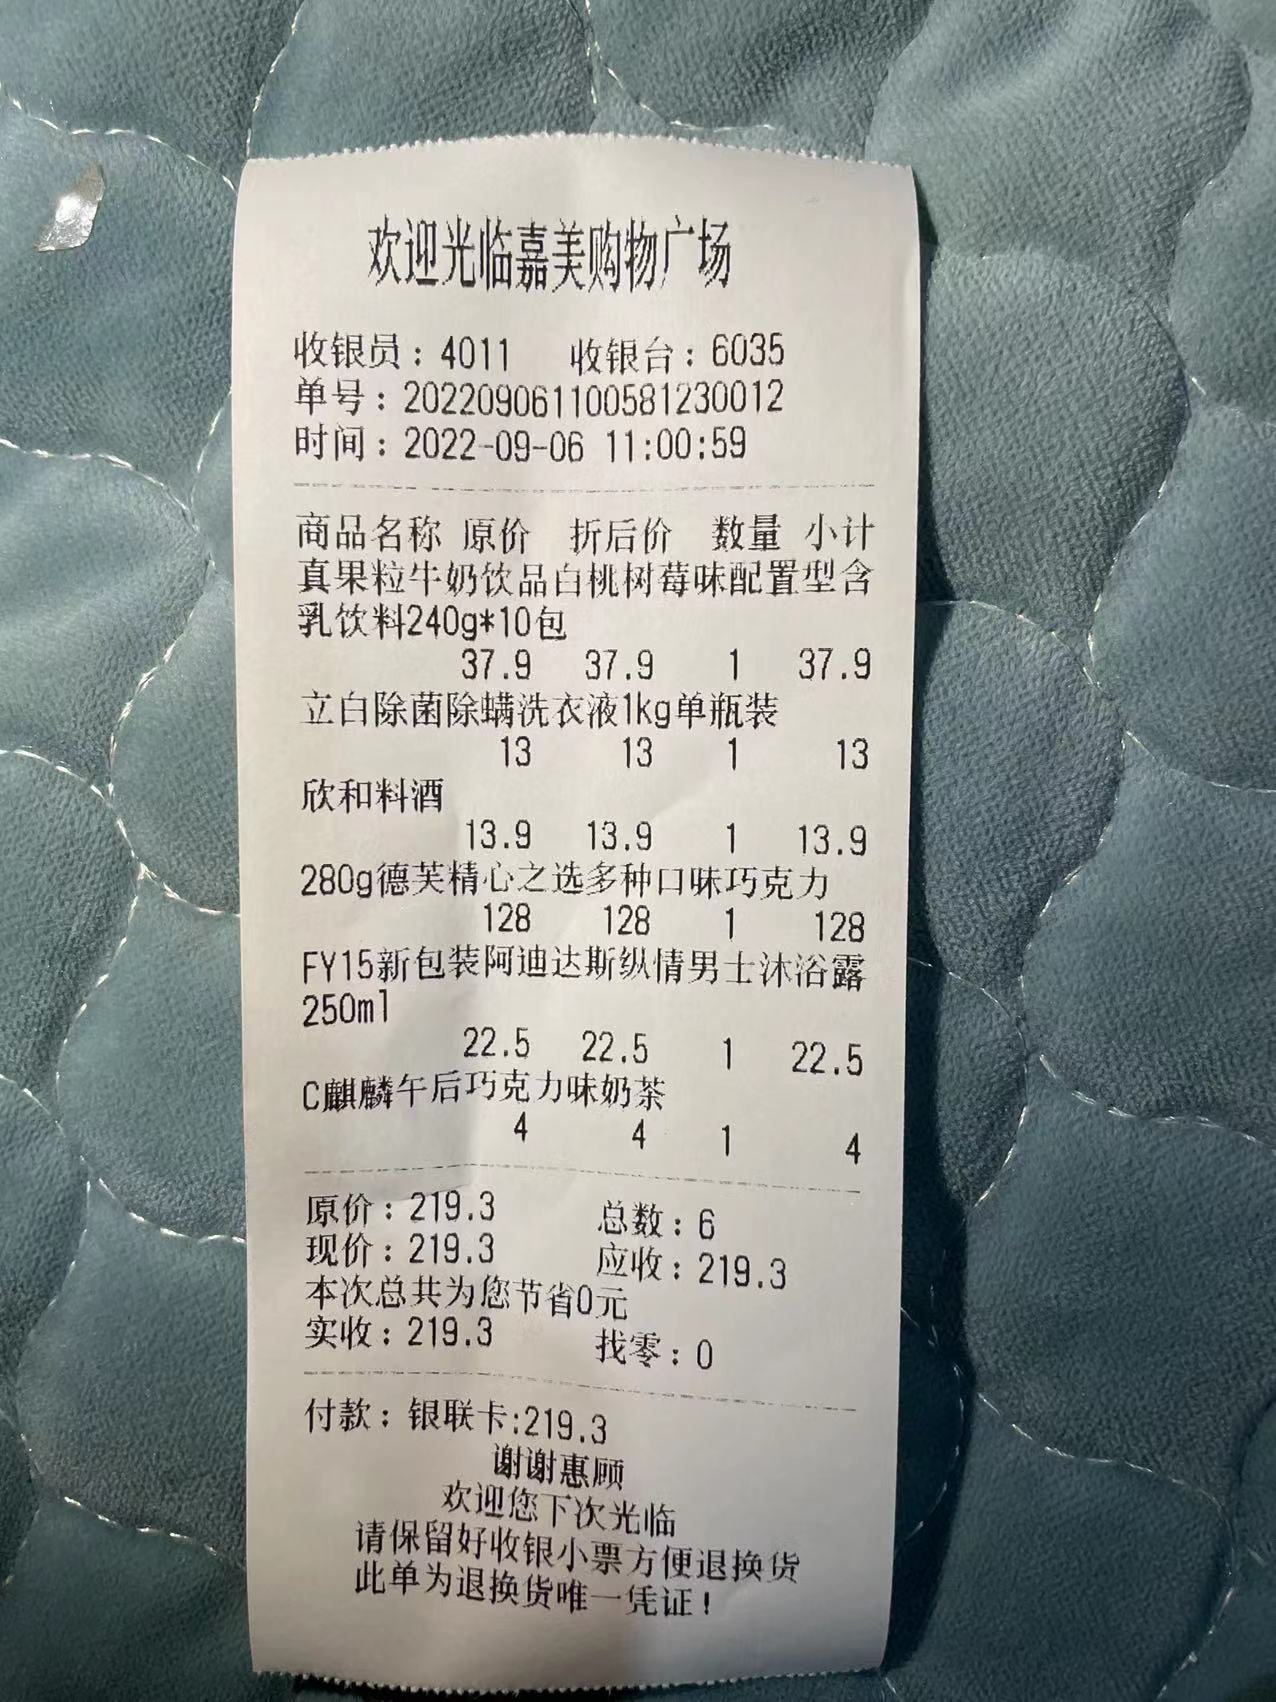 欢迎光临嘉美购物广场
收银员：4011 收银台：6035
单号：202209061100581230012
时间：2022-09-06 11:00:59
商品名称 原价 折后价 数量 小计
真果粒牛奶饮品白桃树莓味配置型含
乳饮料240g*10包
37.9 37.9 1 37.9
立白除菌除螨洗衣液1kg单瓶装
13 13 1 13
欣和料酒
13.9 13.9 1 13.9
280g德芙精心之选多种口味巧克力
128 128 1 128
FY15新包装阿迪达斯纵情男士沐浴露
250ml
22.5 22.5 1 22.5
C麒麟午后巧克力味奶茶
4 4 1 4
原价：219.3 总数：6
现价：219.3 应收：219.3
本次总共为您节省0元
实收：219.3 找零：0
付款：银联卡:219.3
谢谢惠顾
欢迎您下次光临
请保留好收银小票方便退换货
此单为退换货唯一凭证！